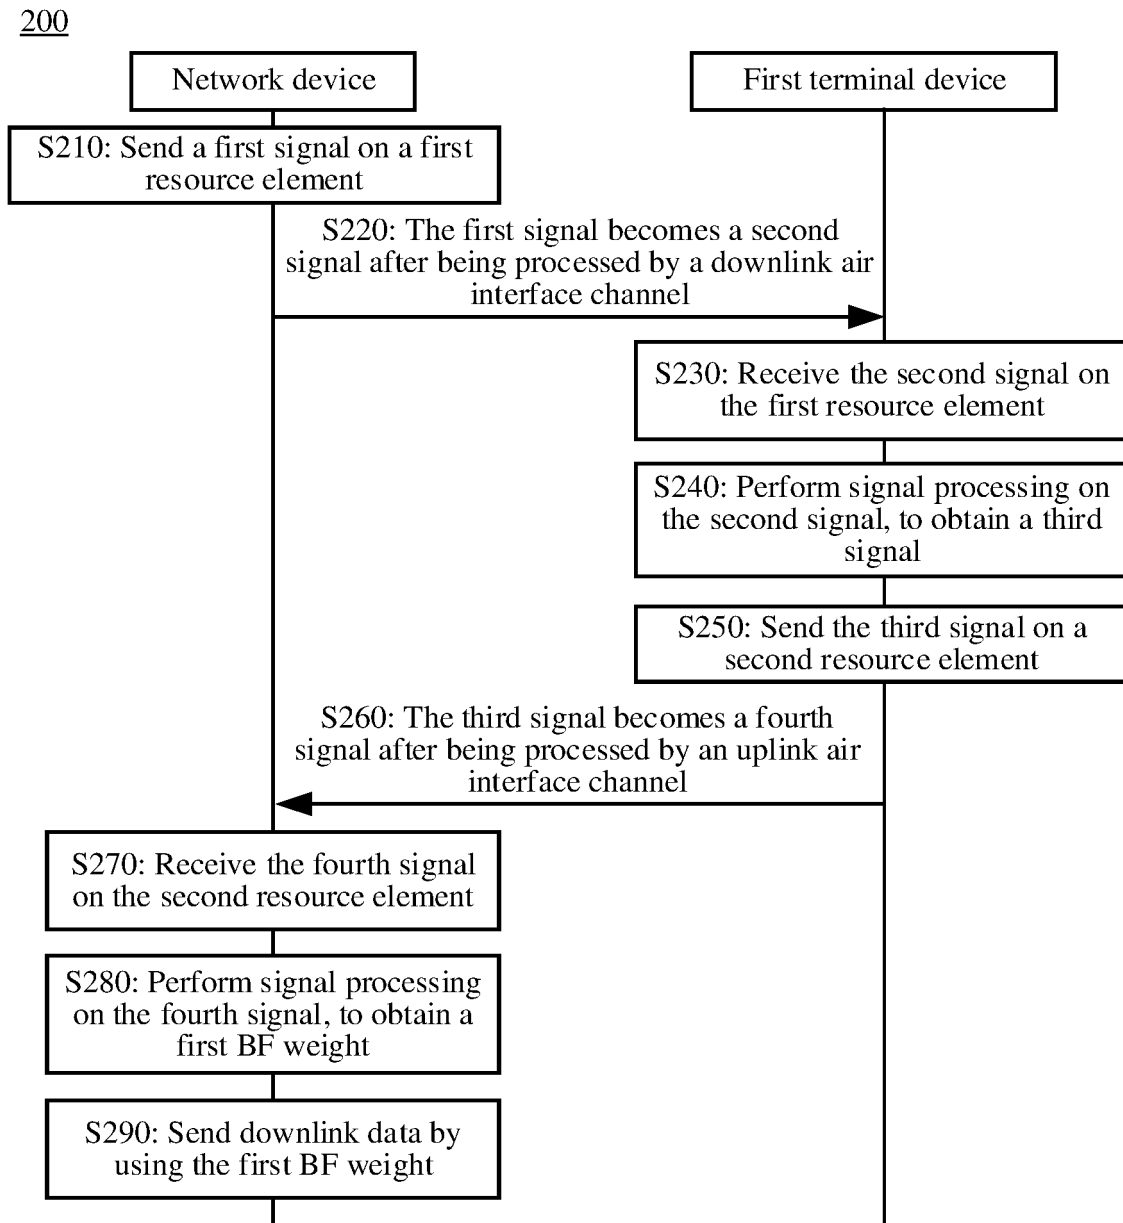 200
Network device
First terminal device
S210: Send a first signal on a first
resource element
S220: The first signal becomes a second
signal after being processed by a downlink air
interface channel
S230: Receive the second signal on
the first resource element
S240: Perform signal processing on
the second signal, to obtain a third
signal
S250: Send the third signal on a
second resource element
S260: The third signal becomes a fourth
signal after being processed by an uplink air
interface channel
S270: Receive the fourth signal
on the second resource element
S280: Perform signal processing
on the fourth signal, to obtain a
first BF weight
S290: Send downlink data by
using the first BF weight